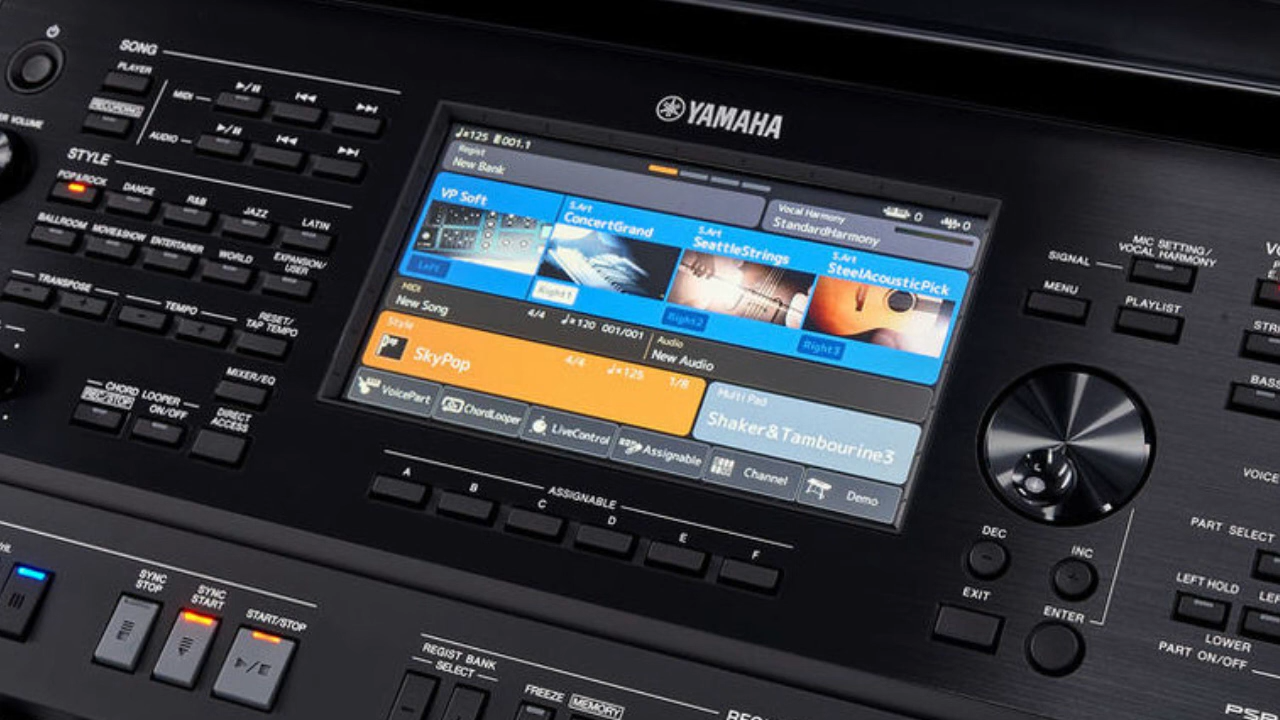 SONG
PLAYER
RECORDING
MIDI
AUDIO
STYLE
POP&ROCK
DANCE
R&B
JAZZ
LATIN
BALLROOM
MOVIE&SHOW
ENTERTAINER
WORLD
EXPANSION/
USER
TRANSPOSE
TEMPO
RESET/
TAP TEMPO
MIXER/EQ
CHORD LOOPER
REC/STOP
ON/OFF
DIRECT
ACCESS
YAMAHA
♩=125 001.1
Regist
New Bank
Vocal Harmony
StandardHarmony
0
0
VP Soft
Left
S.Art
ConcertGrand
Right1
S.Art
SeattleStrings
Right2
S.Art
SteelAcousticPick
Right3
MIDI
New Song
4/4 ♩=120 001/001
Audio
New Audio
Style
SkyPop
4/4 ♩=125 1/8
Multi Pad
Shaker&Tambourine3
VoicePart
ChordLooper
LiveControl
Assignable
Channel
Demo
ASSIGNABLE
A
B
C
D
E
F
SIGNAL
MIC SETTING/
VOCAL HARMONY
MENU
PLAYLIST
DEC
INC
EXIT
ENTER
VOICE
PART SELECT
LEFT HOLD
LOWER
PART ON/OFF
SYNC
STOP
SYNC
START
START/STOP
REGIST BANK
SELECT
FREEZE
MEMORY